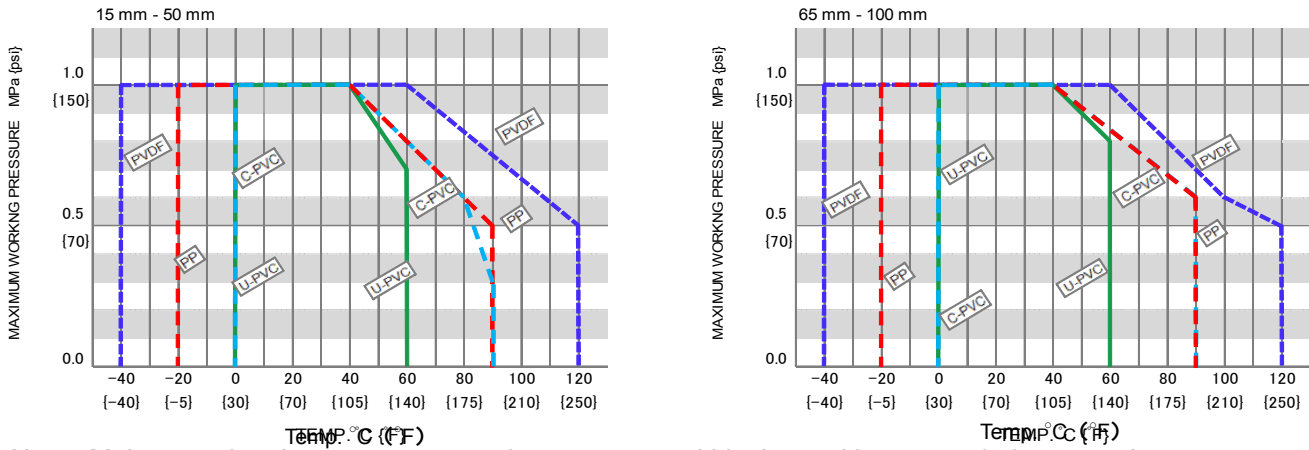 15 mm - 50 mm
MAXIMUM WORKNG PRESSURE MPa {psi}
1.0
{150}
0.5
{70}
0.0
PVDF
PP
C-PVC
U-PVC
PVDF
C-PVC
PP
U-PVC
−40 −20 0 20 40 60 80 100 120
{−40} {−5} {30} {70} {105} {140} {175} {210} {250}
Temp. °C (°F)
65 mm - 100 mm
MAXIMUM WORKNG PRESSURE MPa {psi}
1.0
{150}
0.5
{70}
0.0
PVDF
PP
U-PVC
C-PVC
PVDF
C-PVC
PP
U-PVC
−40 −20 0 20 40 60 80 100 120
{−40} {−5} {30} {70} {105} {140} {175} {210} {250}
Temp. °C (°F)